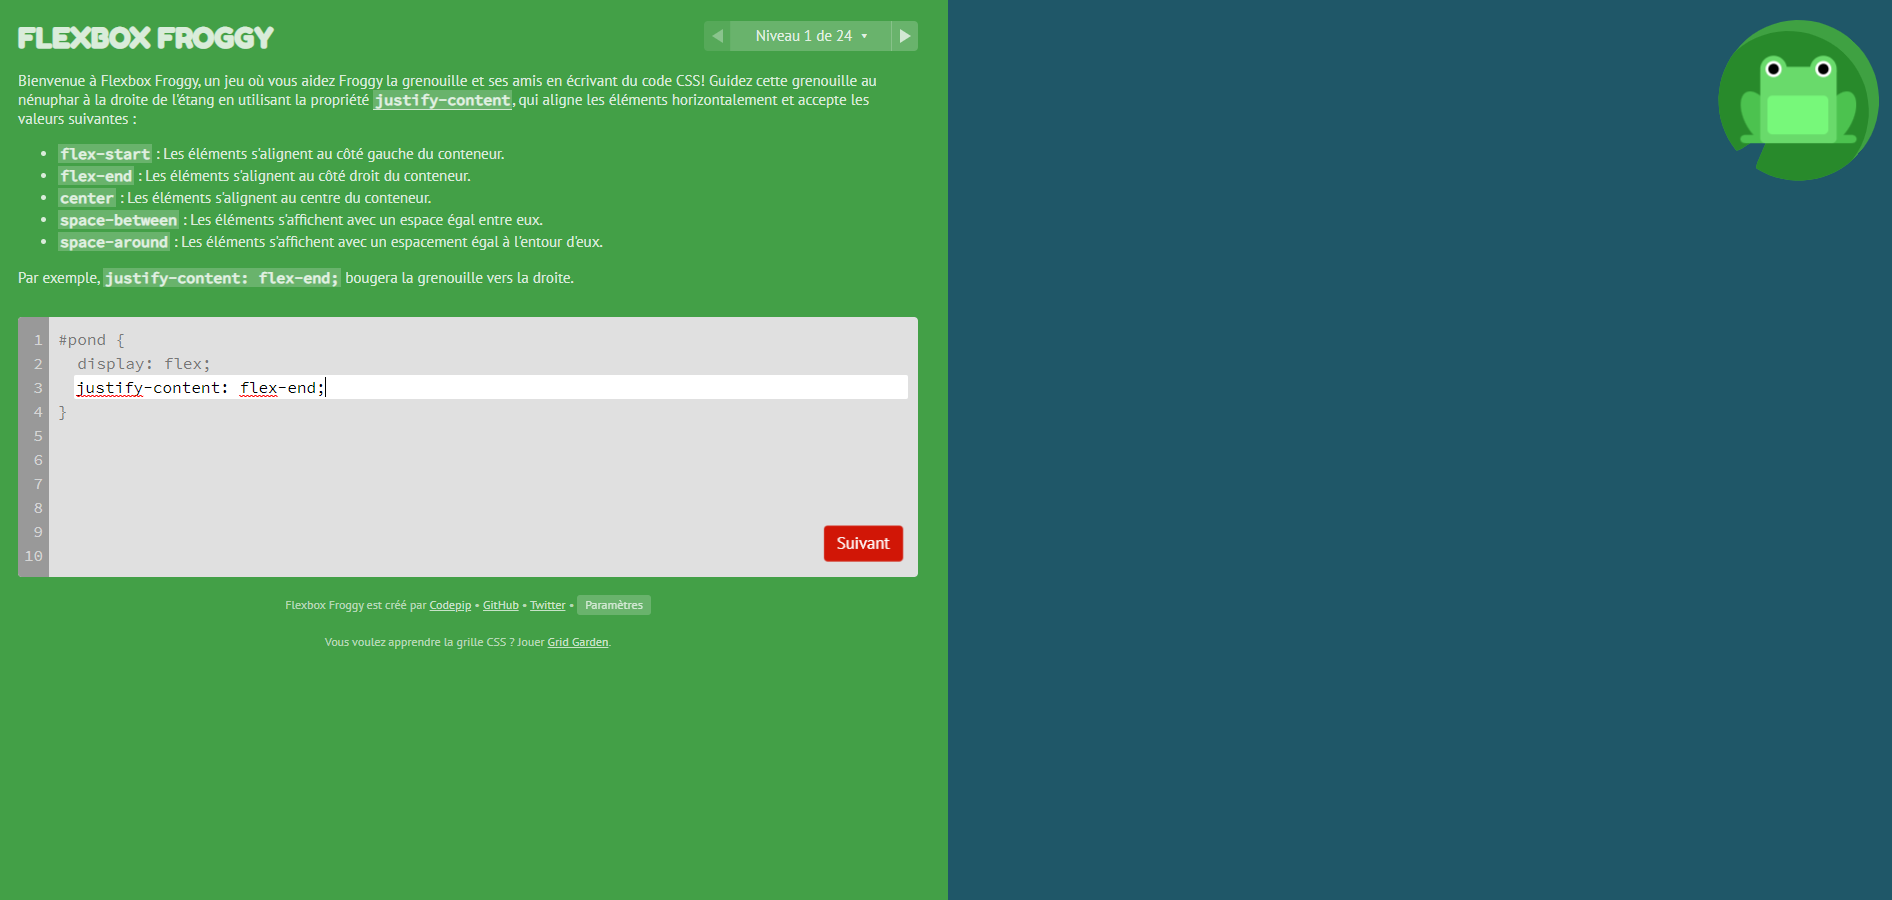 FLEXBOX FROGGY
Niveau 1 de 24
Bienvenue à Flexbox Froggy, un jeu où vous aidez Froggy la grenouille et ses amis en écrivant du code CSS! Guidez cette grenouille au
nénuphar à la droite de l'étang en utilisant la propriété justify-content, qui aligne les éléments horizontalement et accepte les
valeurs suivantes :
• flex-start : Les éléments s'alignent au côté gauche du conteneur.
• flex-end : Les éléments s'alignent au côté droit du conteneur.
• center : Les éléments s'alignent au centre du conteneur.
• space-between : Les éléments s'affichent avec un espace égal entre eux.
• space-around : Les éléments s'affichent avec un espacement égal à l'entour d'eux.
Par exemple, justify-content: flex-end; bougera la grenouille vers la droite.
1 #pond {
2 display: flex;
3 justify-content: flex-end;
4 }
5
6
7
8
9
10
Suivant
Flexbox Froggy est créé par Codepip • GitHub • Twitter • Paramètres
Vous voulez apprendre la grille CSS ? Jouer Grid Garden.